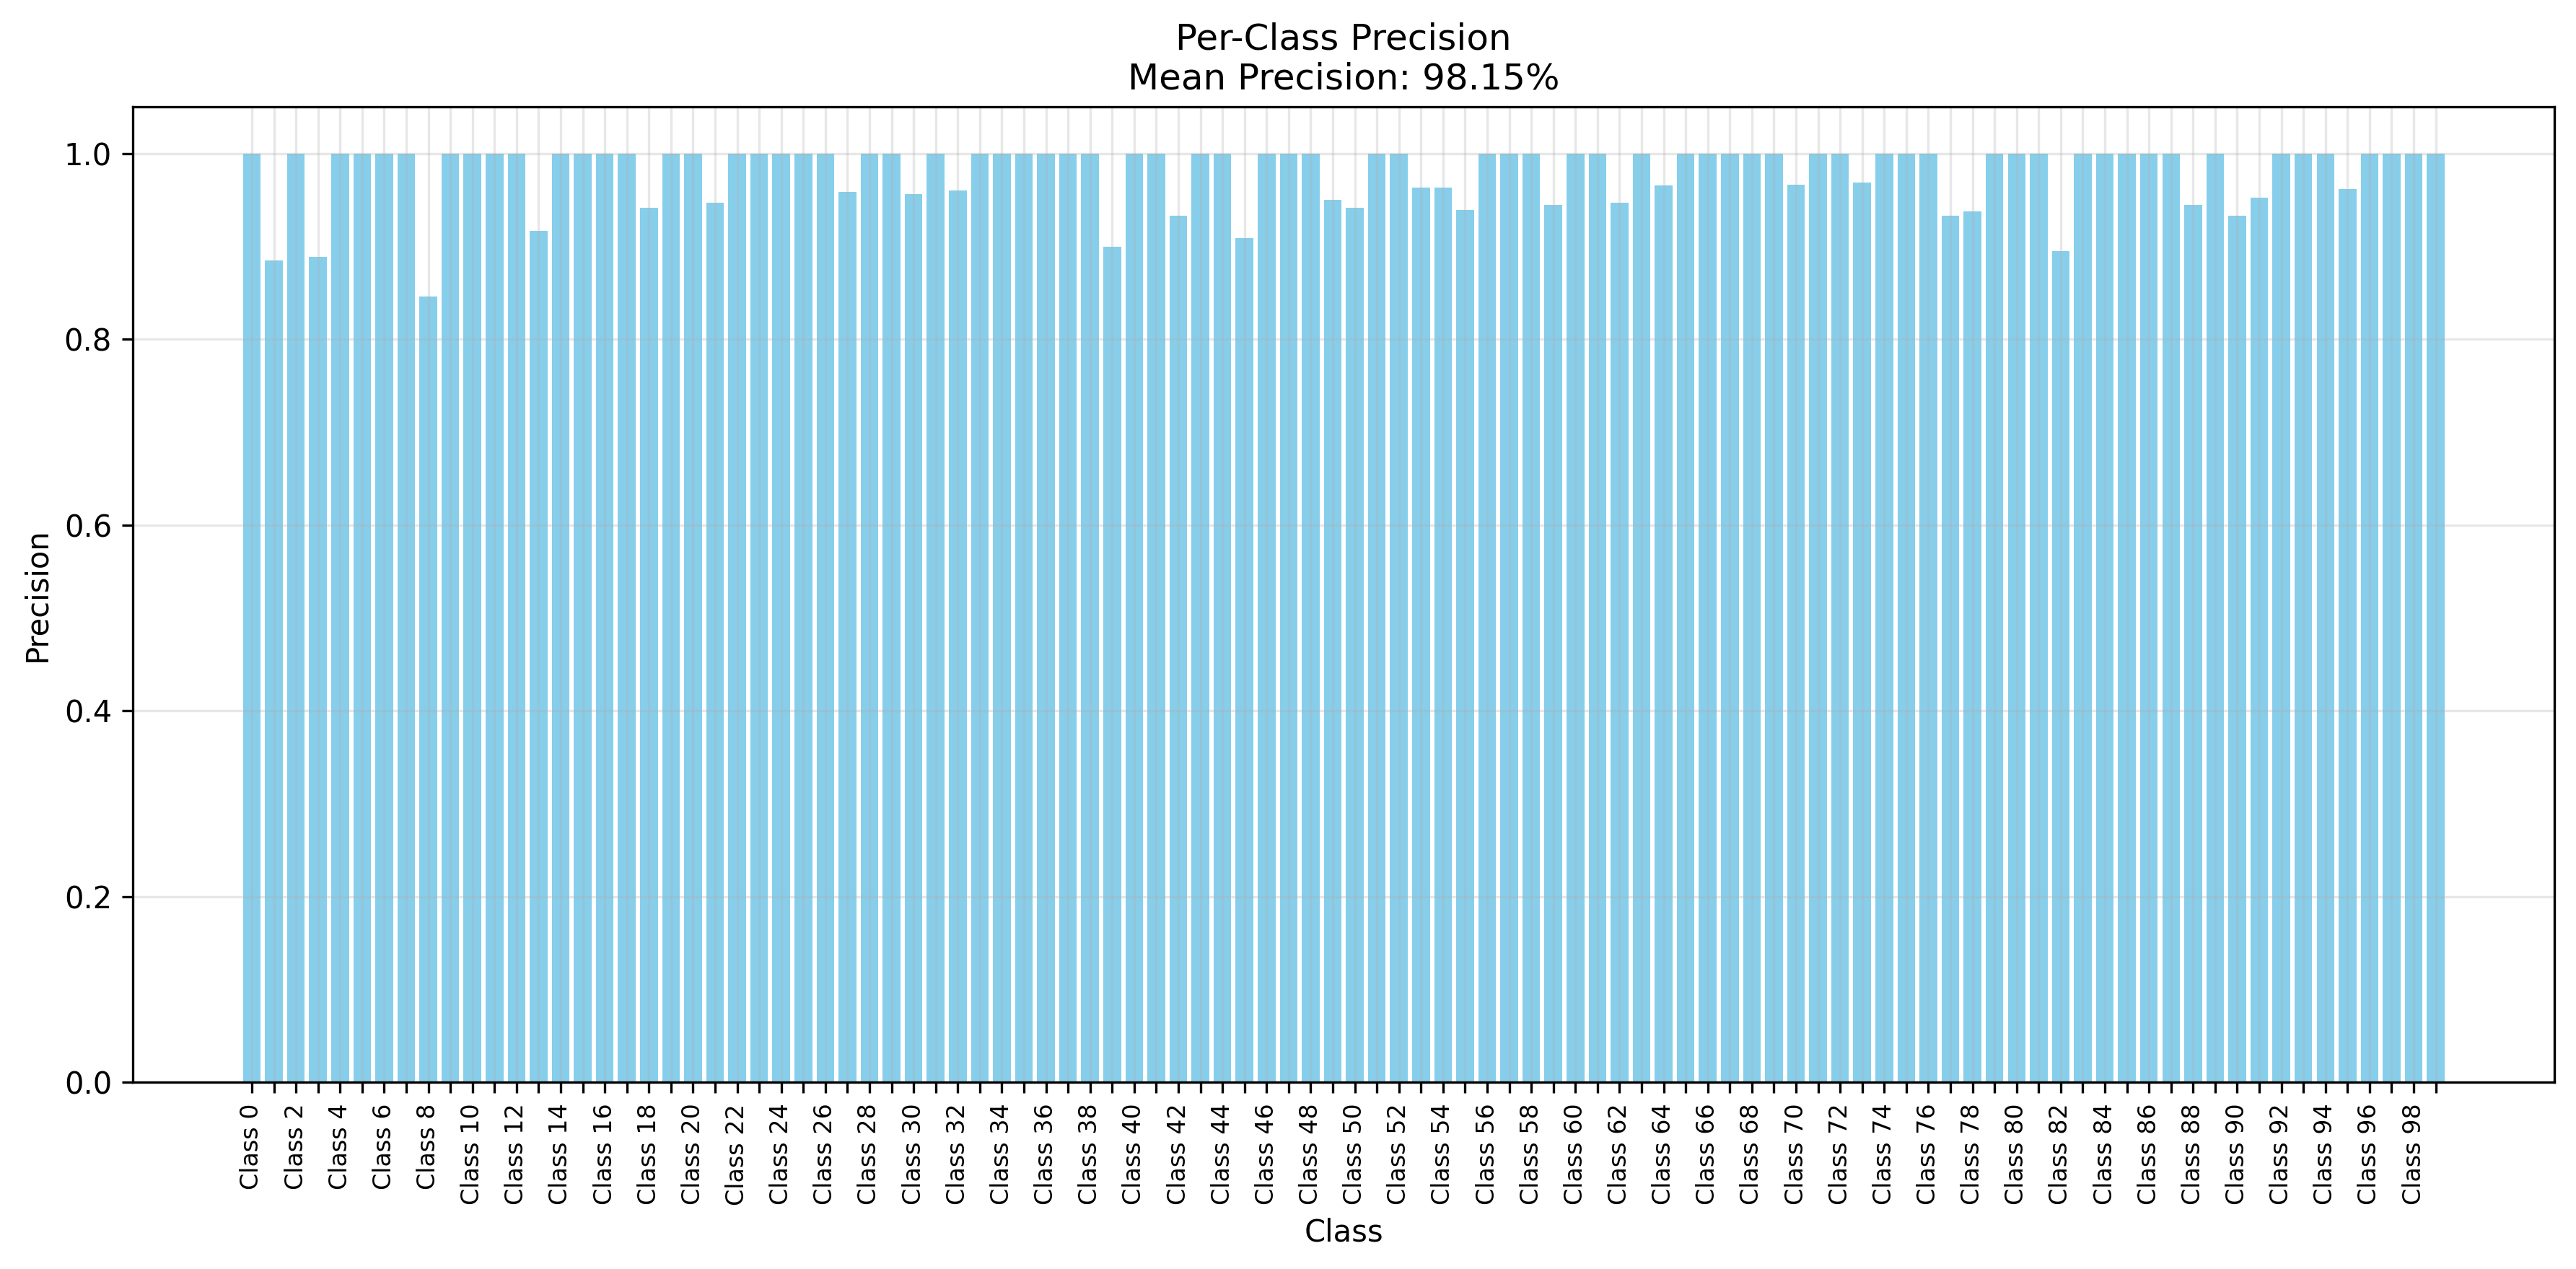 Per-Class Precision
Mean Precision: 98.15%
Precision
1.0
0.8
0.6
0.4
0.2
0.0
Class 0
Class 2
Class 4
Class 6
Class 8
Class 10
Class 12
Class 14
Class 16
Class 18
Class 20
Class 22
Class 24
Class 26
Class 28
Class 30
Class 32
Class 34
Class 36
Class 38
Class 40
Class 42
Class 44
Class 46
Class 48
Class 50
Class 52
Class 54
Class 56
Class 58
Class 60
Class 62
Class 64
Class 66
Class 68
Class 70
Class 72
Class 74
Class 76
Class 78
Class 80
Class 82
Class 84
Class 86
Class 88
Class 90
Class 92
Class 94
Class 96
Class 98
Class